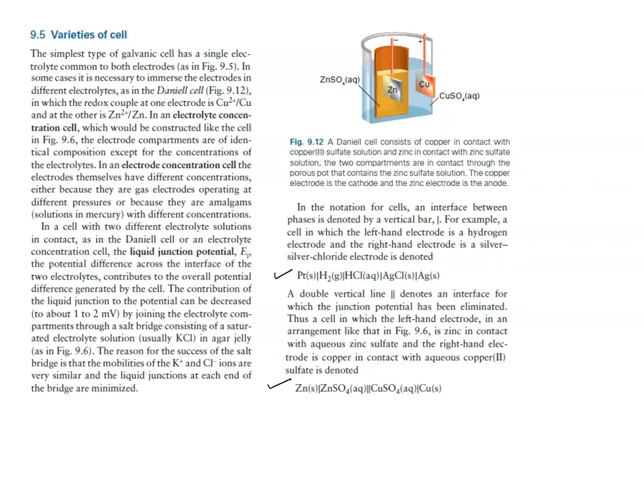 9.5 Varieties of cell
The simplest type of galvanic cell has a single elec-
trolyte common to both electrodes (as in Fig. 9.5). In
some cases it is necessary to immerse the electrodes in
different electrolytes, as in the Daniell cell (Fig. 9.12),
in which the redox couple at one electrode is Cu²⁺/Cu
and at the other is Zn²⁺/Zn. In an electrolyte concen-
tration cell, which would be constructed like the cell
in Fig. 9.6, the electrode compartments are of iden-
tical composition except for the concentrations of
the electrolytes. In an electrode concentration cell the
electrodes themselves have different concentrations,
either because they are gas electrodes operating at
different pressures or because they are amalgams
(solutions in mercury) with different concentrations.
In a cell with two different electrolyte solutions
in contact, as in the Daniell cell or an electrolyte
concentration cell, the liquid junction potential, Eⱼ,
the potential difference across the interface of the
two electrolytes, contributes to the overall potential
difference generated by the cell. The contribution of
the liquid junction to the potential can be decreased
(to about 1 to 2 mV) by joining the electrolyte com-
partments through a salt bridge consisting of a satur-
ated electrolyte solution (usually KCl) in agar jelly
(as in Fig. 9.6). The reason for the success of the salt
bridge is that the mobilities of the K⁺ and Cl⁻ ions are
very similar and the liquid junctions at each end of
the bridge are minimized.
− +
ZnSO₄(aq)
Zn
Cu
CuSO₄(aq)
Fig. 9.12 A Daniell cell consists of copper in contact with
copper(II) sulfate solution and zinc in contact with zinc sulfate
solution; the two compartments are in contact through the
porous pot that contains the zinc sulfate solution. The copper
electrode is the cathode and the zinc electrode is the anode.
In the notation for cells, an interface between
phases is denoted by a vertical bar, |. For example, a
cell in which the left-hand electrode is a hydrogen
electrode and the right-hand electrode is a silver–
silver-chloride electrode is denoted
Pt(s)|H₂(g)|HCl(aq)|AgCl(s)|Ag(s)
A double vertical line || denotes an interface for
which the junction potential has been eliminated.
Thus a cell in which the left-hand electrode, in an
arrangement like that in Fig. 9.6, is zinc in contact
with aqueous zinc sulfate and the right-hand elec-
trode is copper in contact with aqueous copper(II)
sulfate is denoted
Zn(s)|ZnSO₄(aq)||CuSO₄(aq)|Cu(s)